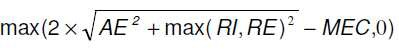 max(2 × √(AE² + max(RI,RE)²) − MEC,0)